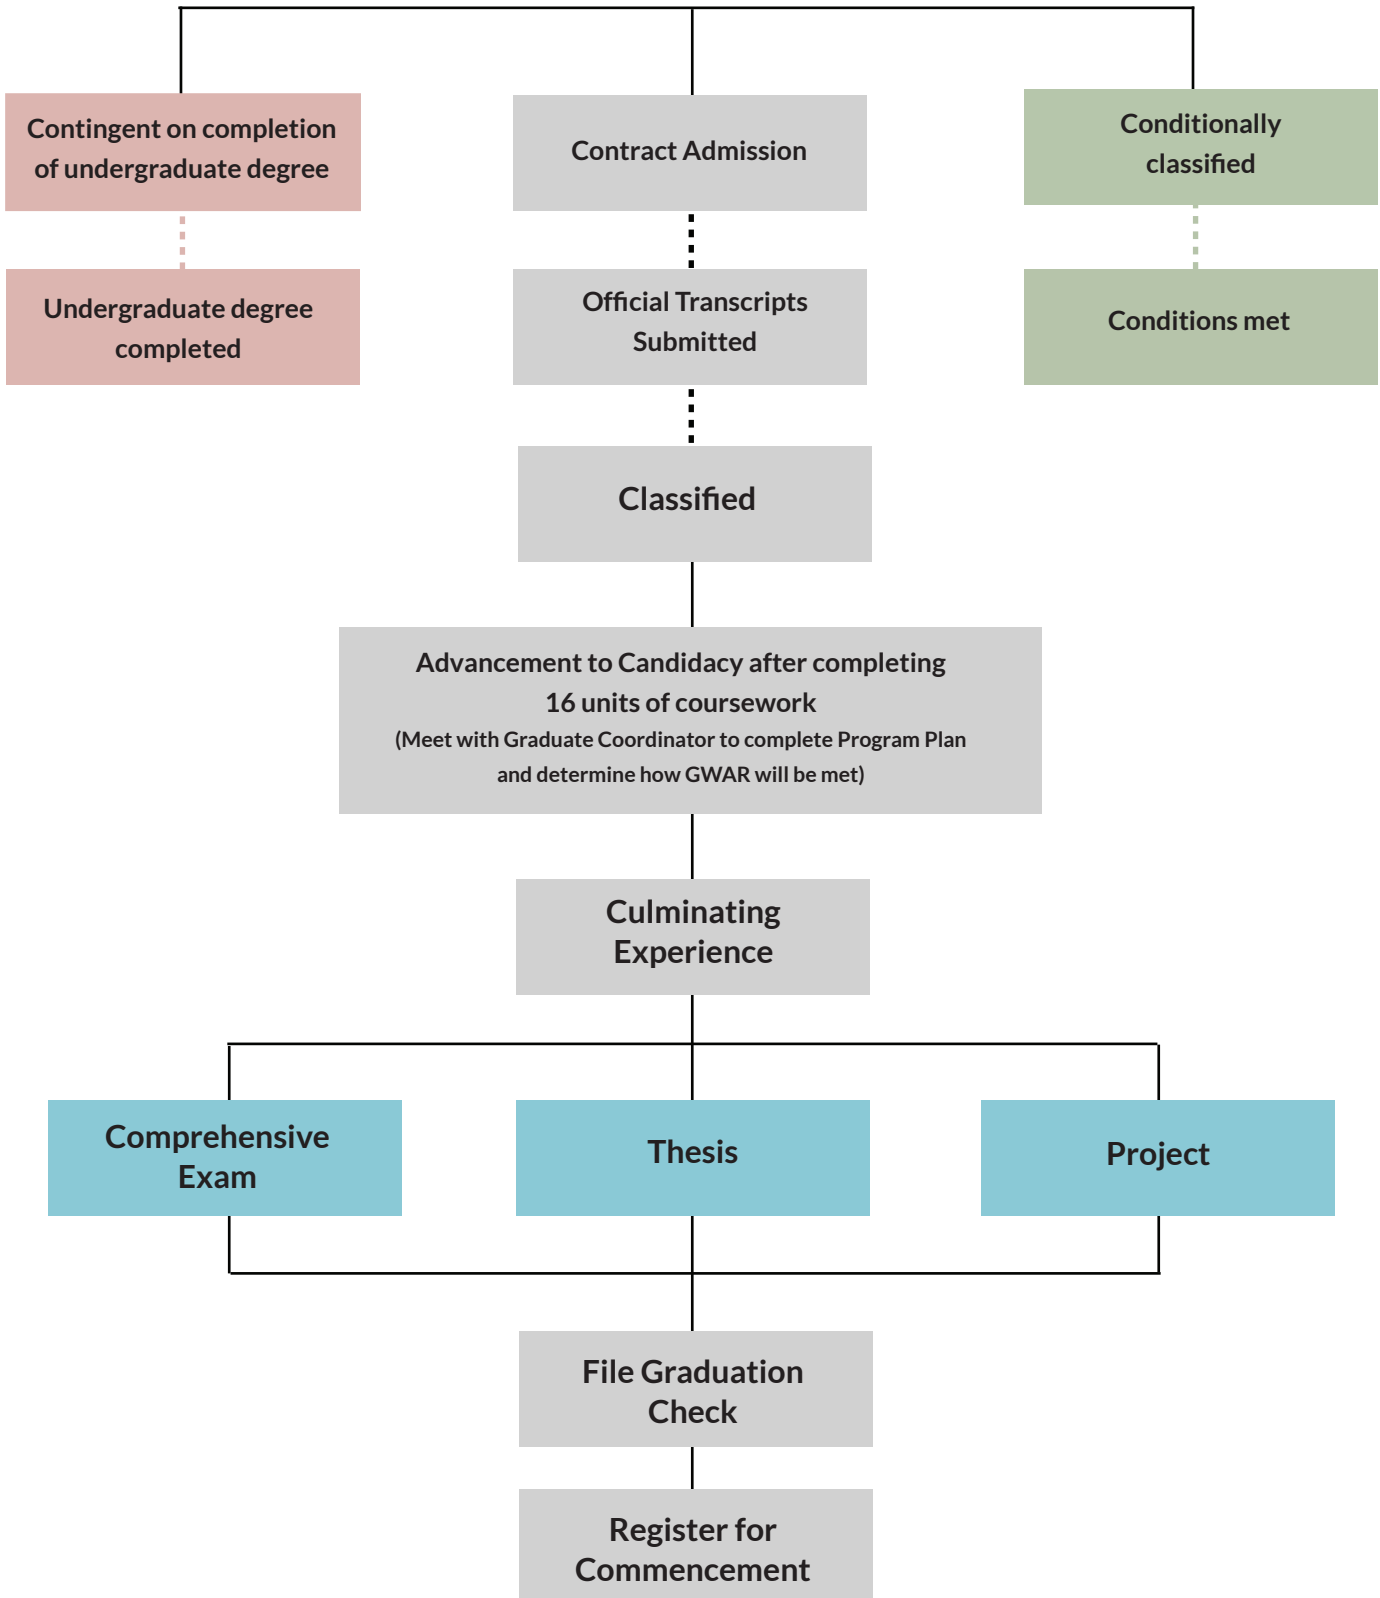 Contingent on completion
of undergraduate degree
Contract Admission
Conditionally
classified
Undergraduate degree
completed
Official Transcripts
Submitted
Conditions met
Classified
Advancement to Candidacy after completing
16 units of coursework
(Meet with Graduate Coordinator to complete Program Plan
and determine how GWAR will be met)
Culminating
Experience
Comprehensive
Exam
Thesis
Project
File Graduation
Check
Register for
Commencement